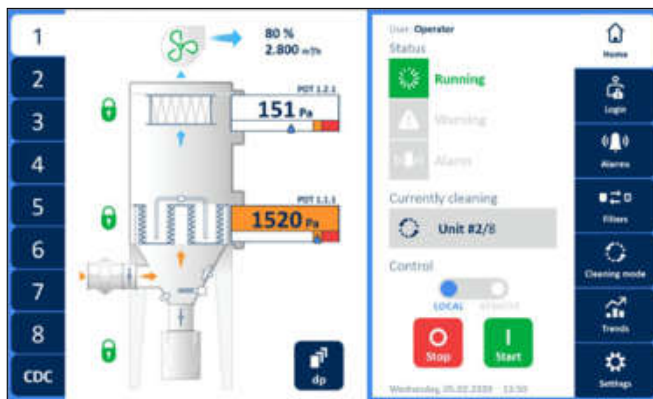 1
2
3
4
5
6
7
8
CDC
80 %
2.800 m³/h
PDT 1.2.1
151 Pa
PDT 1.1.1
1520 Pa
dp
User: Operator
Status
Running
Warning
Alarm
Currently cleaning
Unit #2/8
Control
LOCAL REMOTE
Stop
Start
Wednesday,
Home
Login
Alarms
Filters
Cleaning mode
Trends
Settings